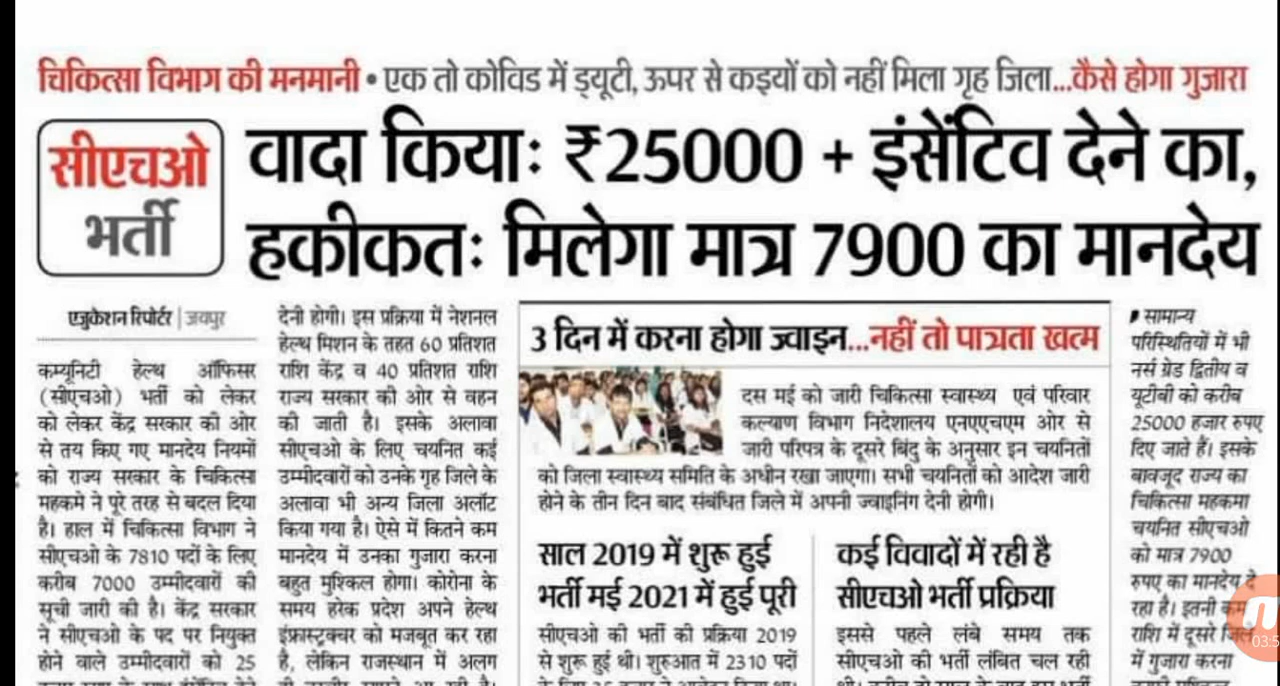 चिकित्सा विभाग की मनमानी • एक तो कोविड में ड्यूटी, ऊपर से कइयों को नहीं मिला गृह जिला...कैसे होगा गुजारा
सीएचओ
भर्ती
वादा कियाः ₹25000 + इंसेंटिव देने का,
हकीकतः मिलेगा मात्र 7900 का मानदेय
एजुकेशन रिपोर्टर | जयपुर
कम्यूनिटी हेल्थ ऑफिसर
(सीएचओ) भर्ती को लेकर
को लेकर केंद्र सरकार की ओर
से तय किए गए मानदेय नियमों
को राज्य सरकार के चिकित्सा
महकमे ने पूरे तरह से बदल दिया
है। हाल में चिकित्सा विभाग ने
सीएचओ के 7810 पदों के लिए
करीब 7000 उम्मीदवारों की
सूची जारी की है। केंद्र सरकार
ने सीएचओ के पद पर नियुक्त
होने वाले उम्मीदवारों को 25
देनी होगी। इस प्रक्रिया में नेशनल
हेल्थ मिशन के तहत 60 प्रतिशत
राशि केंद्र व 40 प्रतिशत राशि
राज्य सरकार की ओर से वहन
की जाती है। इसके अलावा
सीएचओ के लिए चयनित कई
उम्मीदवारों को उनके गृह जिले के
अलावा भी अन्य जिला अलॉट
किया गया है। ऐसे में कितने कम
मानदेय में उनका गुजारा करना
बहुत मुश्किल होगा। कोरोना के
समय हरेक प्रदेश अपने हेल्थ
इंफ्रास्ट्रक्चर को मजबूत कर रहा
है, लेकिन राजस्थान में अलग
3 दिन में करना होगा ज्वाइन...नहीं तो पात्रता खत्म
दस मई को जारी चिकित्सा स्वास्थ्य एवं परिवार
कल्याण विभाग निदेशालय एनएएचएम ओर से
जारी परिपत्र के दूसरे बिंदु के अनुसार इन चयनितों
को जिला स्वास्थ्य समिति के अधीन रखा जाएगा। सभी चयनितों को आदेश जारी
होने के तीन दिन बाद संबंधित जिले में अपनी ज्वाइनिंग देनी होगी।
साल 2019 में शुरू हुई
भर्ती मई 2021 में हुई पूरी
सीएचओ की भर्ती की प्रक्रिया 2019
से शुरू हुई थी। शुरुआत में 2310 पदों
कई विवादों में रही है
सीएचओ भर्ती प्रक्रिया
इससे पहले लंबे समय तक
सीएचओ की भर्ती लंबित चल रही
सामान्य
परिस्थितियों में भी
नर्स ग्रेड द्वितीय व
यूटीबी को करीब
25000 हजार रुपए
दिए जाते हैं। इसके
बावजूद राज्य का
चिकित्सा महकमा
चयनित सीएचओ
को मात्र 7900
रुपए का मानदेय दे
रहा है। इतनी कम
राशि में दूसरे जिले
में गुजारा करना